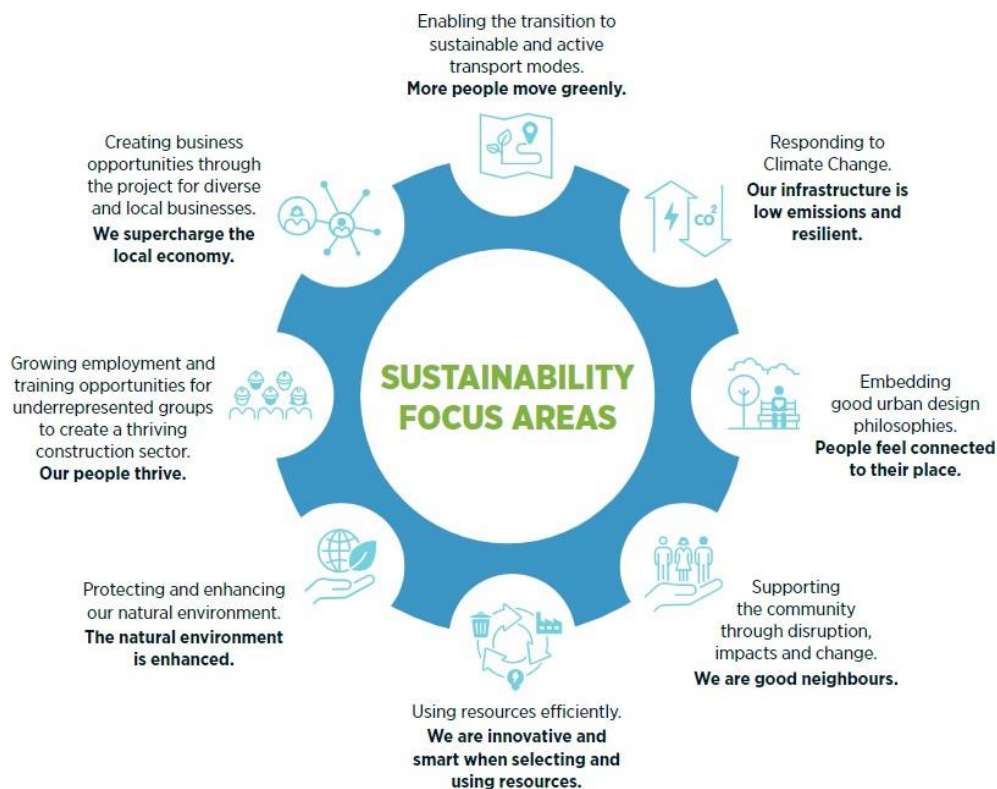 Enabling the transition to
sustainable and active
transport modes.
More people move greenly.
Responding to
Climate Change.
Our infrastructure is
low emissions and
resilient.
CO²
Embedding
good urban design
philosophies.
People feel connected
to their place.
Supporting
the community
through disruption,
impacts and change.
We are good neighbours.
Using resources efficiently.
We are innovative and
smart when selecting and
using resources.
Protecting and enhancing
our natural environment.
The natural environment
is enhanced.
Growing employment and
training opportunities for
underrepresented groups
to create a thriving
construction sector.
Our people thrive.
Creating business
opportunities through
the project for diverse
and local businesses.
We supercharge the
local economy.
SUSTAINABILITY
FOCUS AREAS